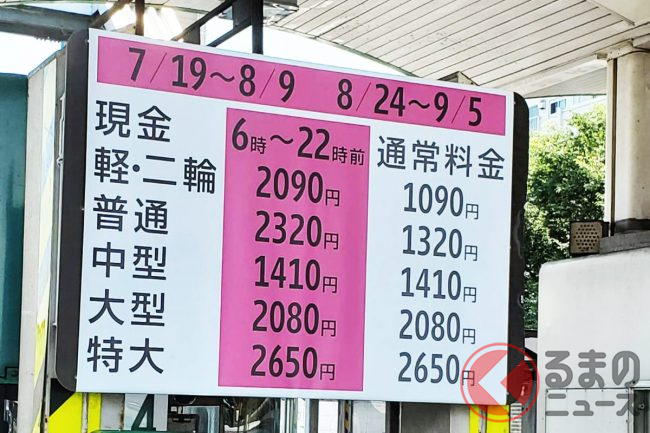 7/19～8/9 8/24～9/5
現金 6時～22時前 通常料金
軽・二輪 2090円 1090円
普通 2320円 1320円
中型 1410円 1410円
大型 2080円 2080円
特大 2650円 2650円
4
くるまの
ニュース